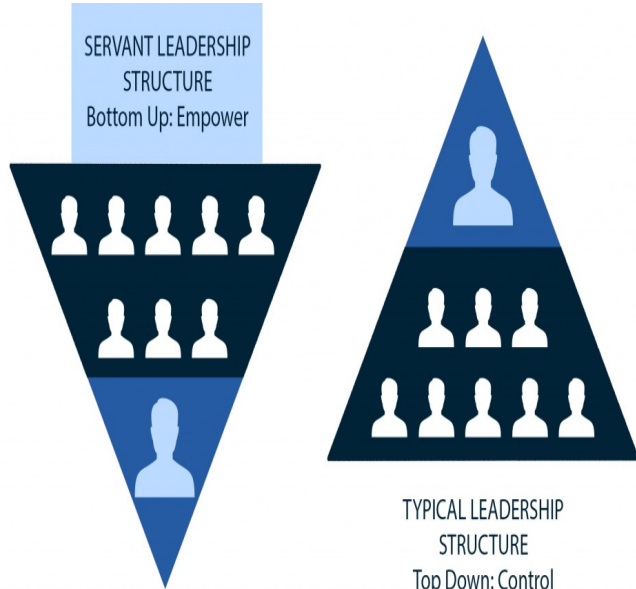 SERVANT LEADERSHIP
STRUCTURE
Bottom Up: Empower
TYPICAL LEADERSHIP
STRUCTURE
Top Down: Control